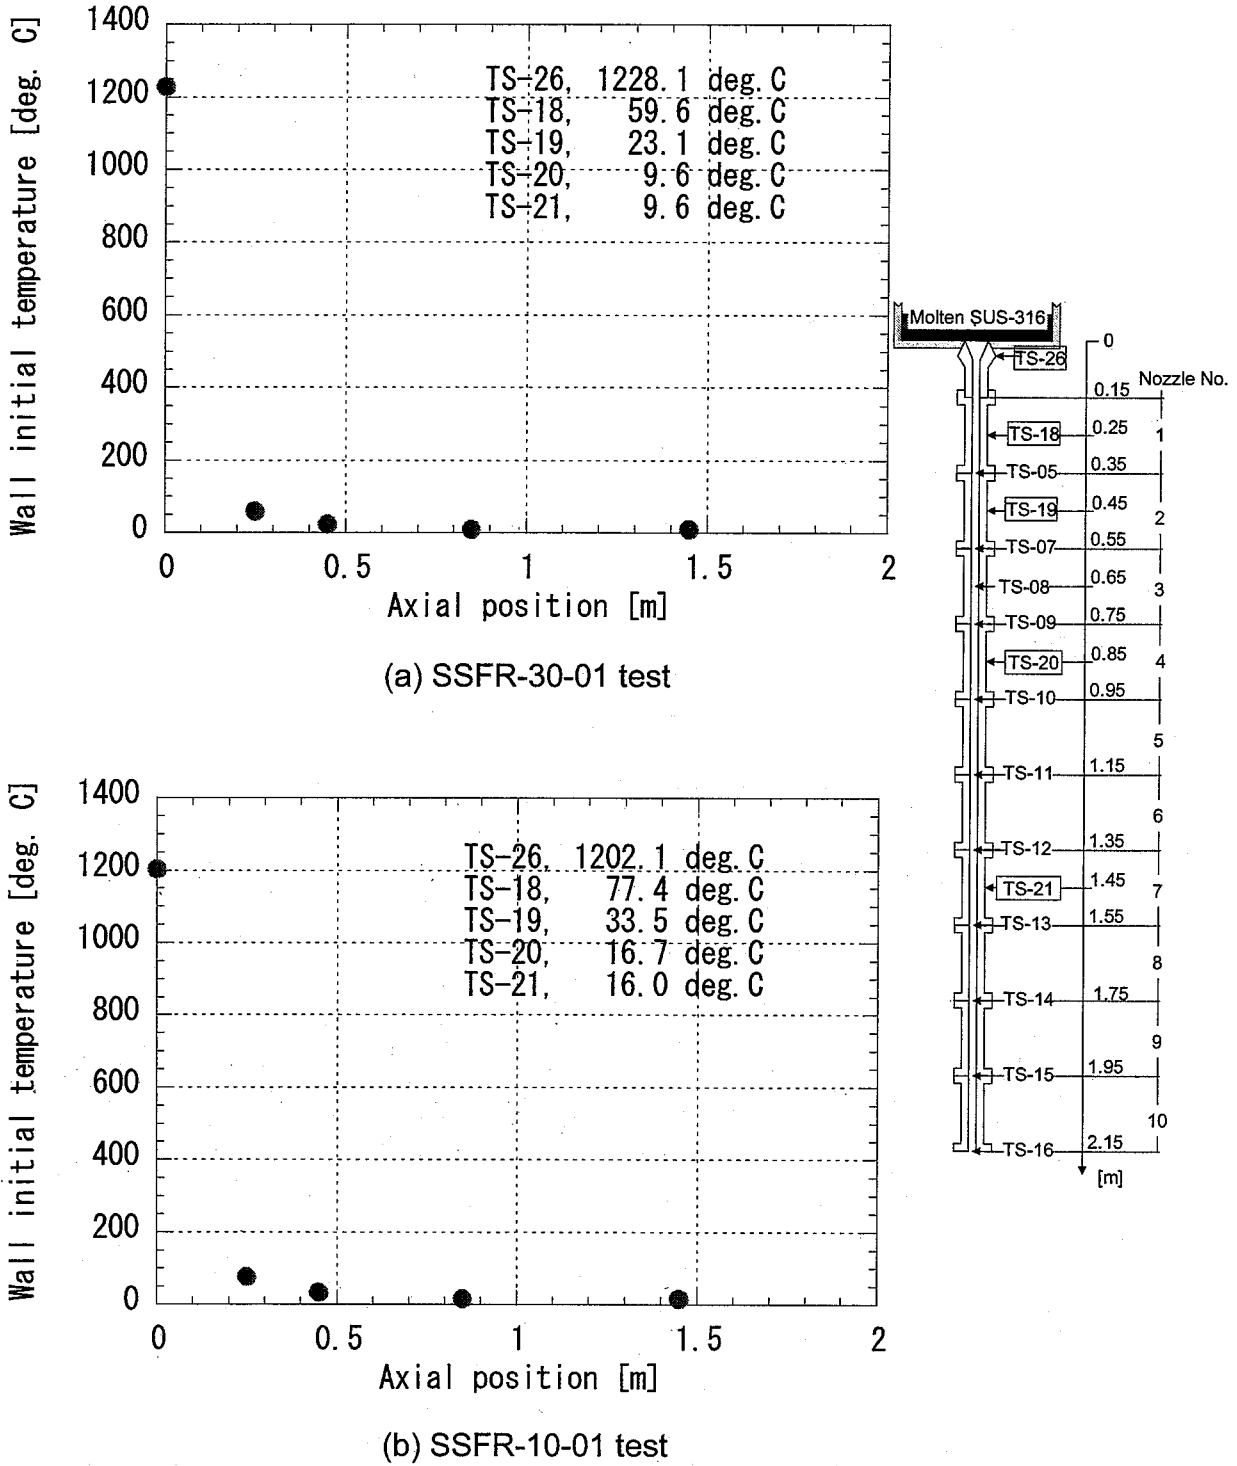 1400
1200
1000
800
600
400
200
0
Wall initial temperature [deg. C]
TS-26, 1228.1 deg.C
TS-18, 59.6 deg.C
TS-19, 23.1 deg.C
TS-20, 9.6 deg.C
TS-21, 9.6 deg.C
0 0.5 1 1.5 2
Axial position [m]
(a) SSFR-30-01 test
1400
1200
1000
800
600
400
200
0
Wall initial temperature [deg. C]
TS-26, 1202.1 deg.C
TS-18, 77.4 deg.C
TS-19, 33.5 deg.C
TS-20, 16.7 deg.C
TS-21, 16.0 deg.C
0 0.5 1 1.5 2
Axial position [m]
(b) SSFR-10-01 test
Molten SUS-316
0
TS-26
Nozzle No.
0.15
TS-18 0.25 1
TS-05 0.35
TS-19 0.45 2
TS-07 0.55
TS-08 0.65 3
TS-09 0.75
TS-20 0.85 4
TS-10 0.95
5
TS-11 1.15
6
TS-12 1.35
TS-21 1.45 7
TS-13 1.55
8
TS-14 1.75
9
TS-15 1.95
10
TS-16 2.15
[m]